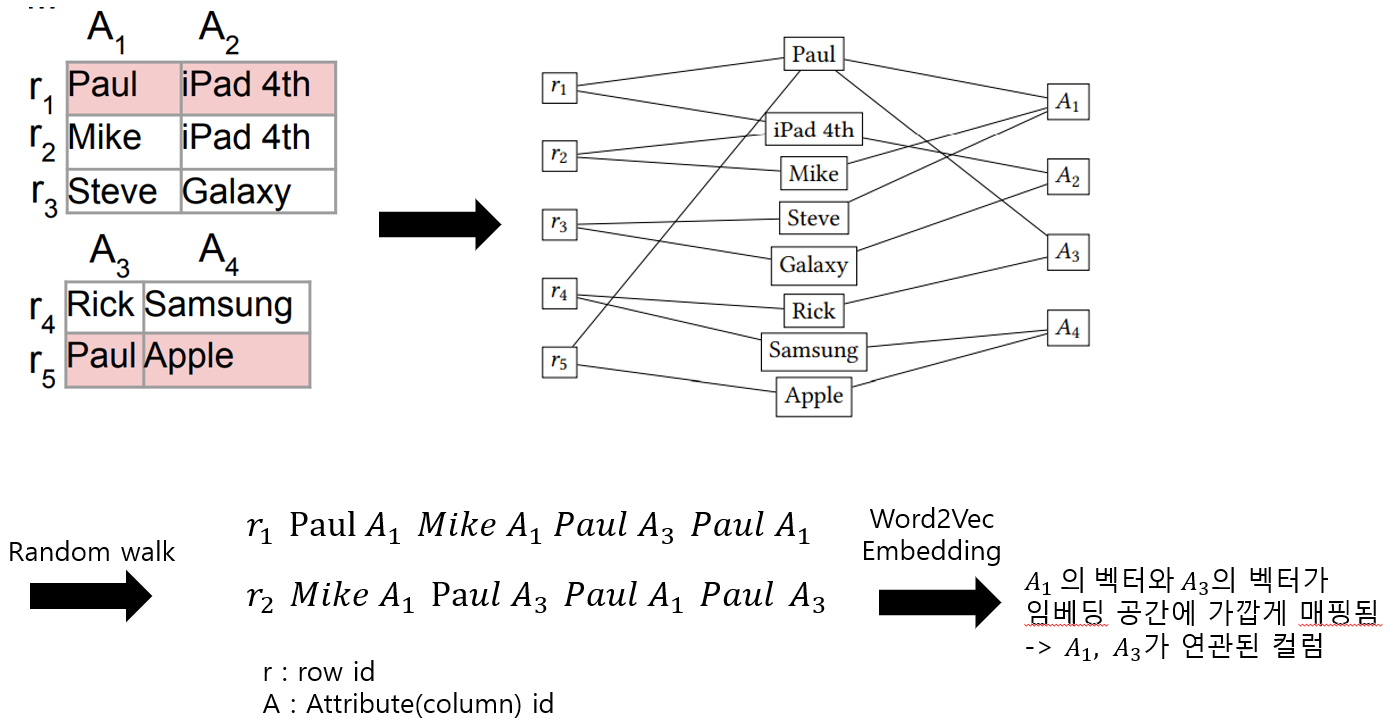 ...
A₁ A₂
r₁ Paul iPad 4th
r₂ Mike iPad 4th
r₃ Steve Galaxy
A₃ A₄
r₄ Rick Samsung
r₅ Paul Apple
Paul
r₁
A₁
iPad 4th
r₂
Mike
A₂
Steve
r₃
Galaxy
A₃
r₄
Rick
A₄
Samsung
r₅
Apple
Random walk
r₁ Paul A₁ Mike A₁ Paul A₃ Paul A₁
r₂ Mike A₁ Paul A₃ Paul A₁ Paul A₃
r : row id
A : Attribute(column) id
Word2Vec
Embedding
A₁ 의 벡터와 A₃의 벡터가
임베딩 공간에 가깝게 매핑됨
-> A₁, A₃가 연관된 컬럼